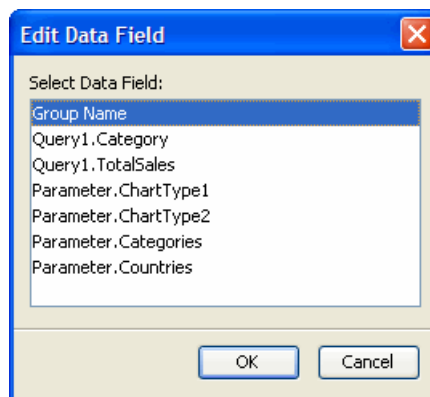 Edit Data Field
Select Data Field:
Group Name
Query1.Category
Query1.TotalSales
Parameter.ChartType1
Parameter.ChartType2
Parameter.Categories
Parameter.Countries
OK Cancel